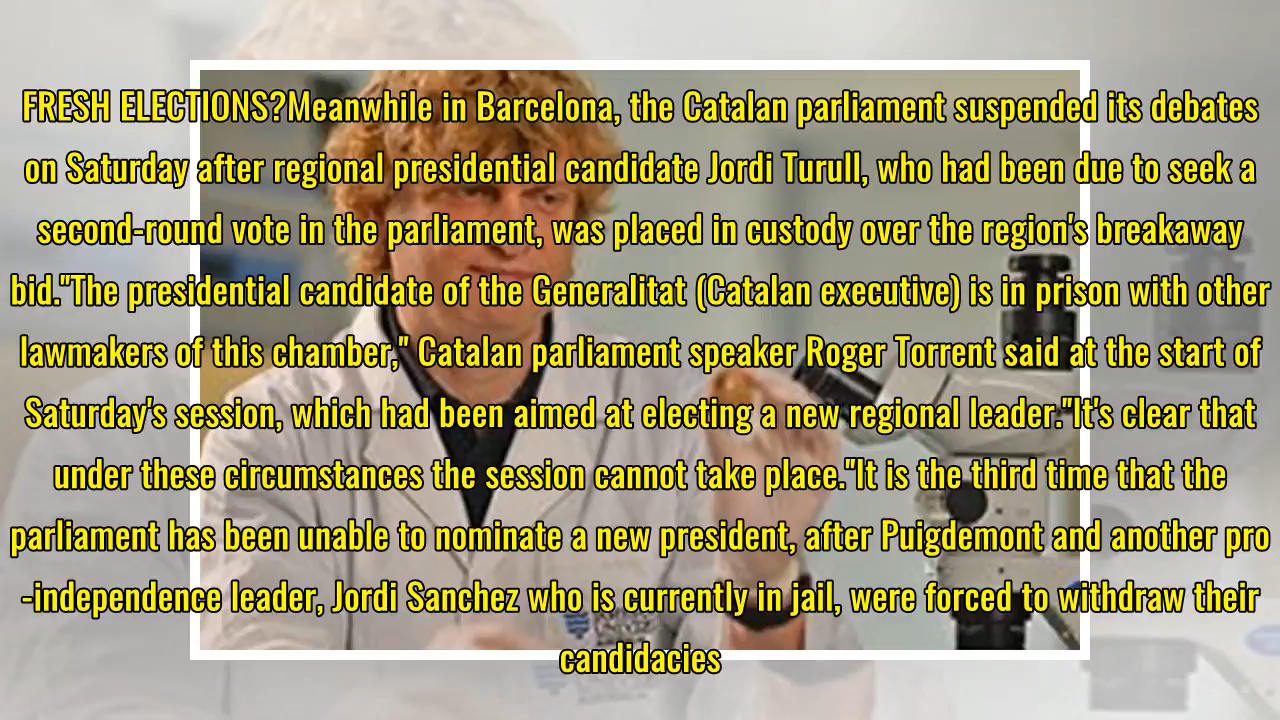 FRESH ELECTIONS?Meanwhile in Barcelona, the Catalan parliament suspended its debates
on Saturday after regional presidential candidate Jordi Turull, who had been due to seek a
second-round vote in the parliament, was placed in custody over the region's breakaway
bid."The presidential candidate of the Generalitat (Catalan executive) is in prison with other
lawmakers of this chamber," Catalan parliament speaker Roger Torrent said at the start of
Saturday's session, which had been aimed at electing a new regional leader."It's clear that
under these circumstances the session cannot take place."It is the third time that the
parliament has been unable to nominate a new president, after Puigdemont and another pro
-independence leader, Jordi Sanchez who is currently in jail, were forced to withdraw their
candidacies